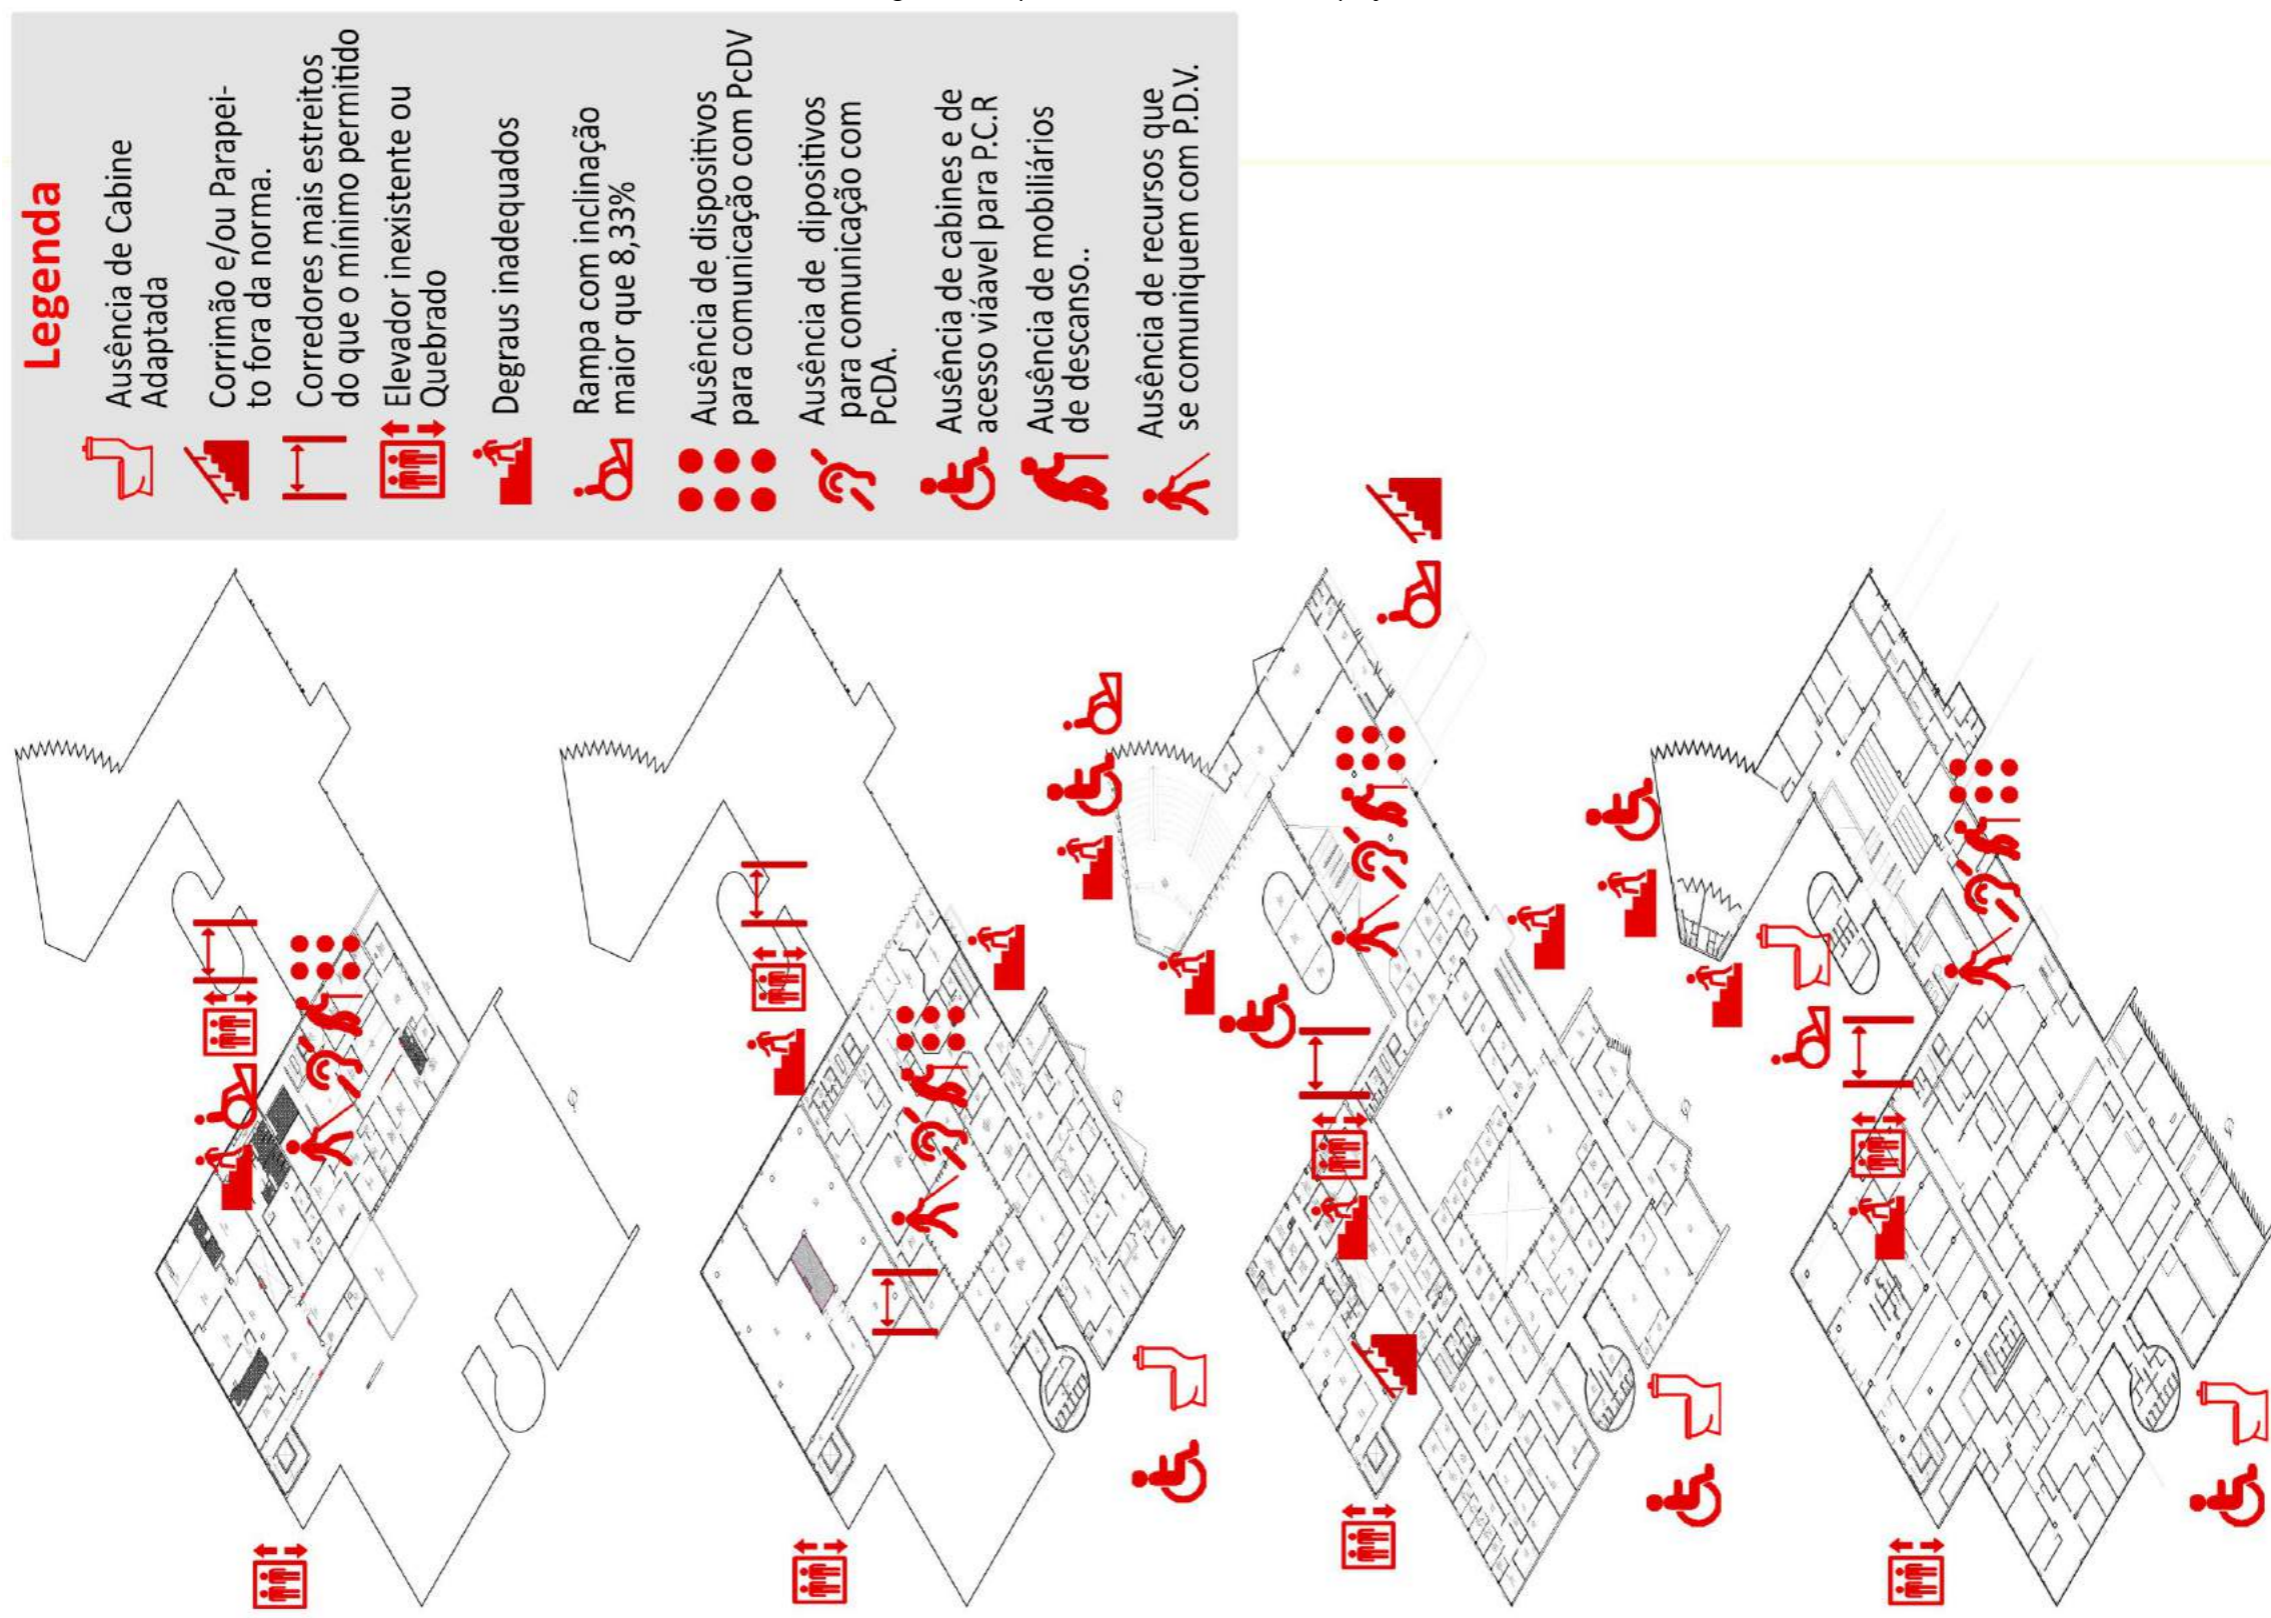 Legenda
Ausência de Cabine
Adaptada
Corrimão e/ou Parapei-
to fora da norma.
Corredores mais estreitos
do que o mínimo permitido
Elevador inexistente ou
Quebrado
Degraus inadequados
Rampa com inclinação
maior que 8,33%
Ausência de dispositivos
para comunicação com PcDV
Ausência de dipositivos
para comunicação com
PcDA.
Ausência de cabines e de
acesso viáavel para P.C.R
Ausência de mobiliários
de descanso..
Ausência de recursos que
se comuniquem com P.D.V.